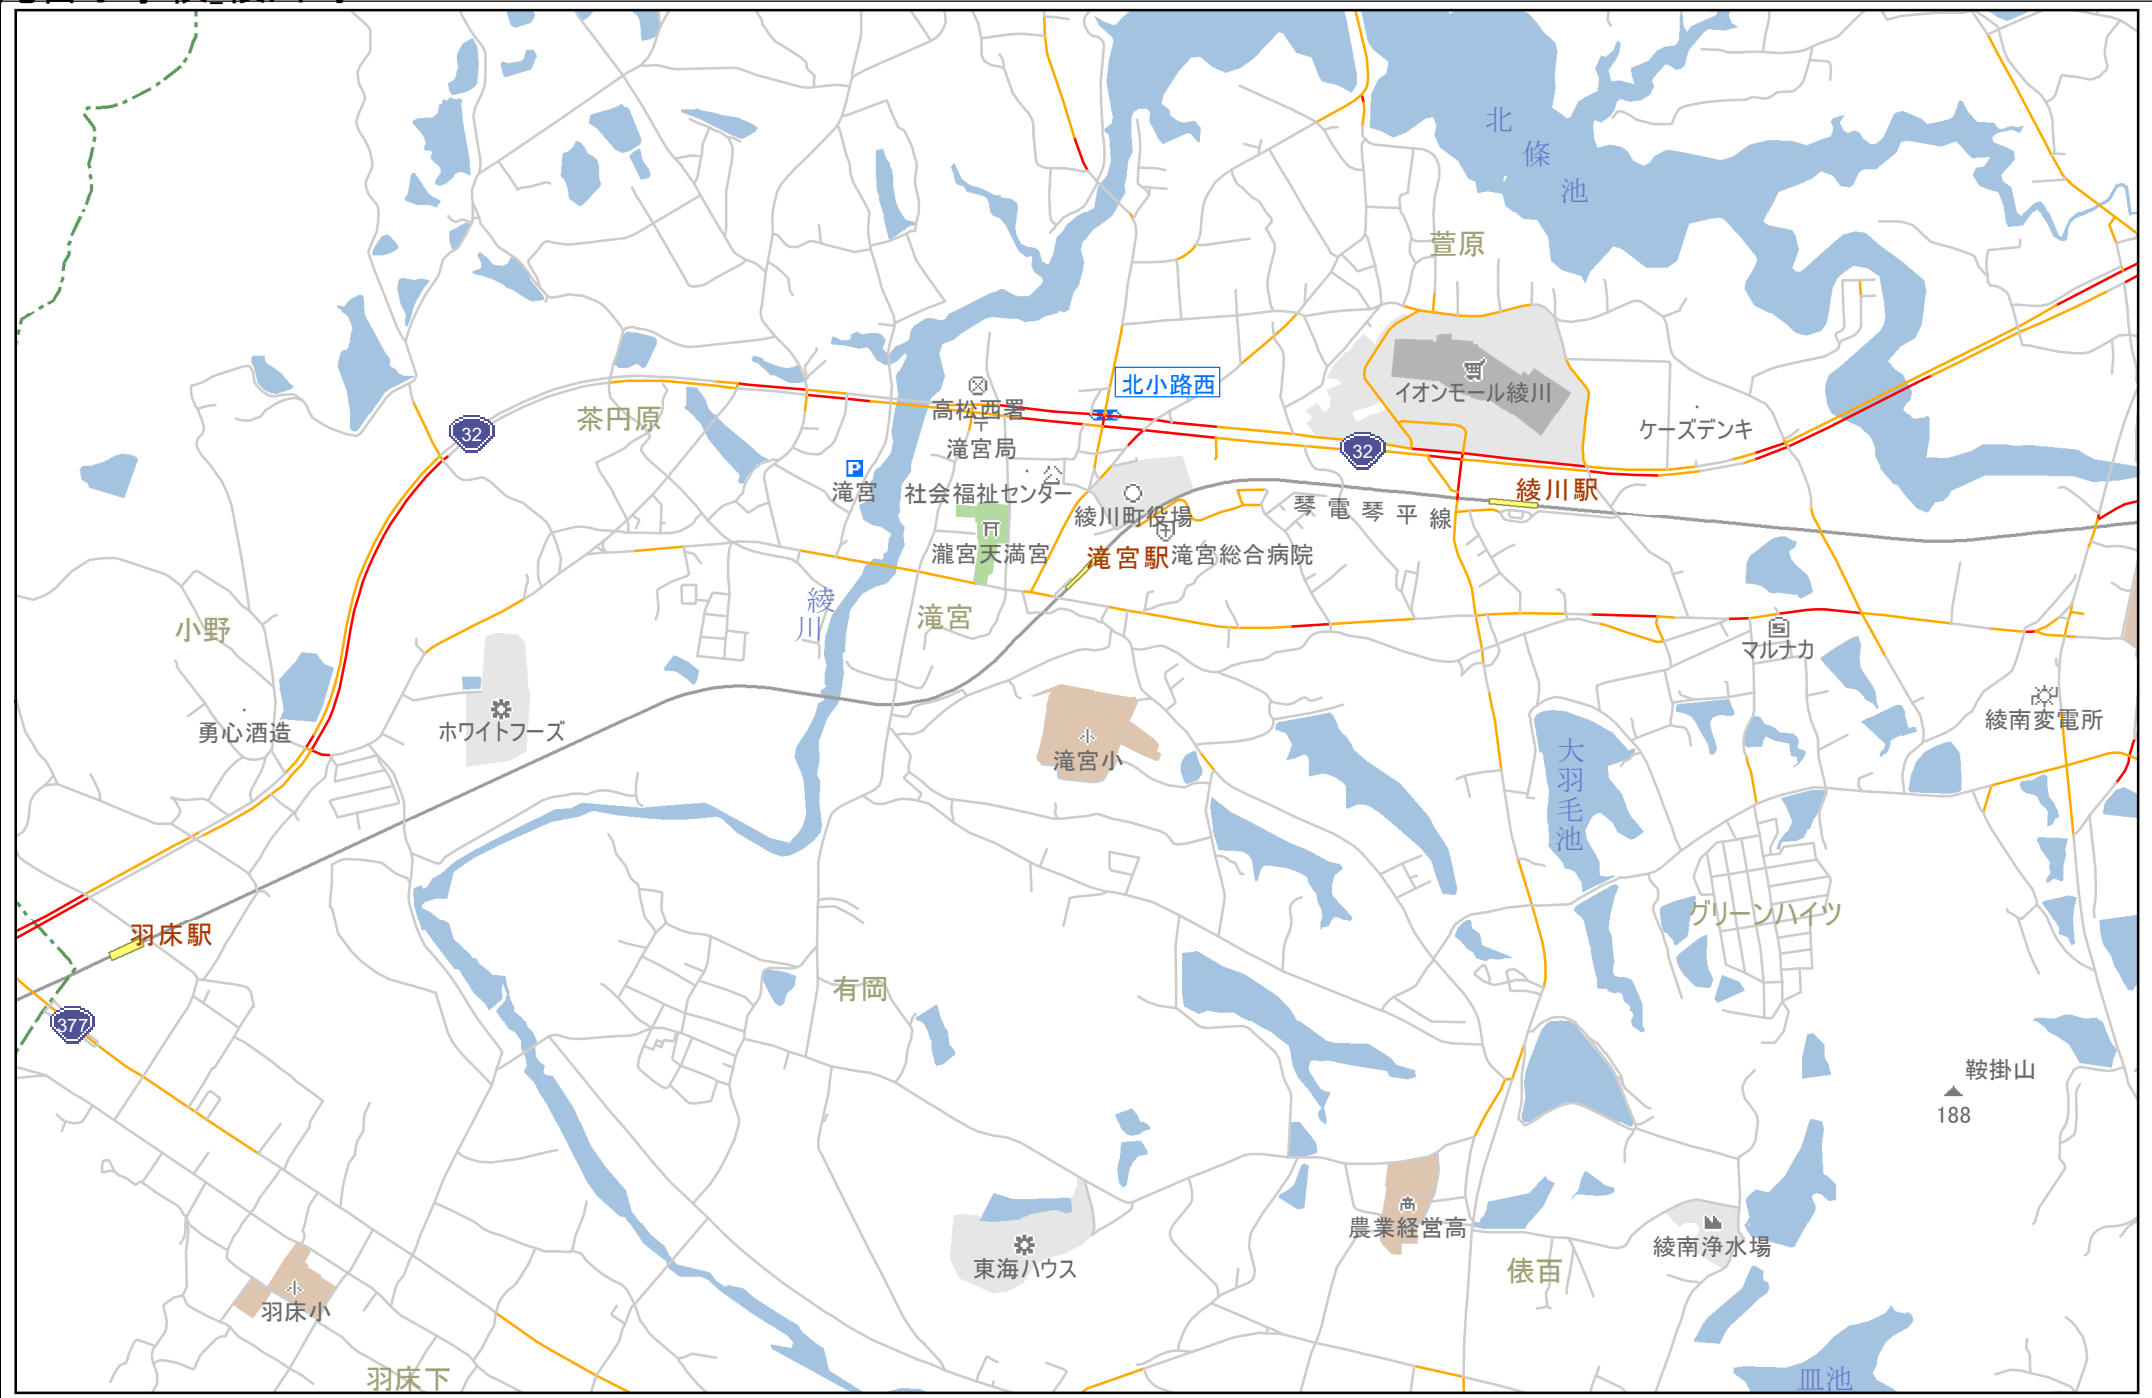 北
條
池
萱原
北小路西
イオンモール綾川
高松西署
茶円原
32
ケーズデンキ
滝宮局
32
滝宮
社会福祉センター
綾川駅
綾川町役場
琴電琴平線
瀧宮天満宮
滝宮駅
滝宮総合病院
綾
川
滝宮
小野
マルナカ
勇心酒造
ホワイトフーズ
綾南変電所
滝宮小
大
羽
毛
池
グリーンハイツ
羽床駅
有岡
377
鞍掛山
188
農業経営高
綾南浄水場
東海ハウス
俵百
羽床小
羽床下
皿池